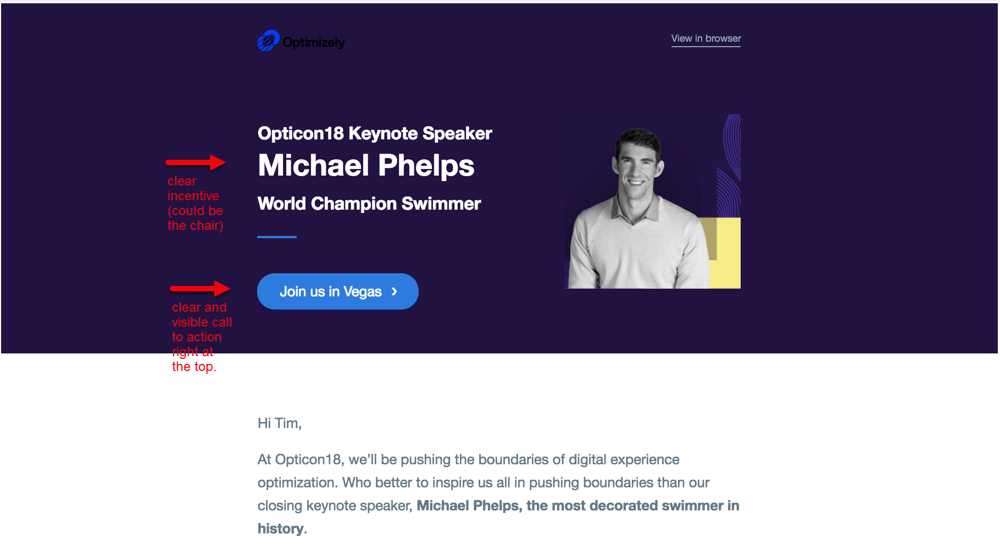 Optimizely
View in browser
Opticon18 Keynote Speaker
Michael Phelps
World Champion Swimmer
clear
incentive
(could be
the chair)
Join us in Vegas ›
clear and
visible call
to action
right at
the top.
Hi Tim,
At Opticon18, we’ll be pushing the boundaries of digital experience
optimization. Who better to inspire us all in pushing boundaries than our
closing keynote speaker, Michael Phelps, the most decorated swimmer in
history.